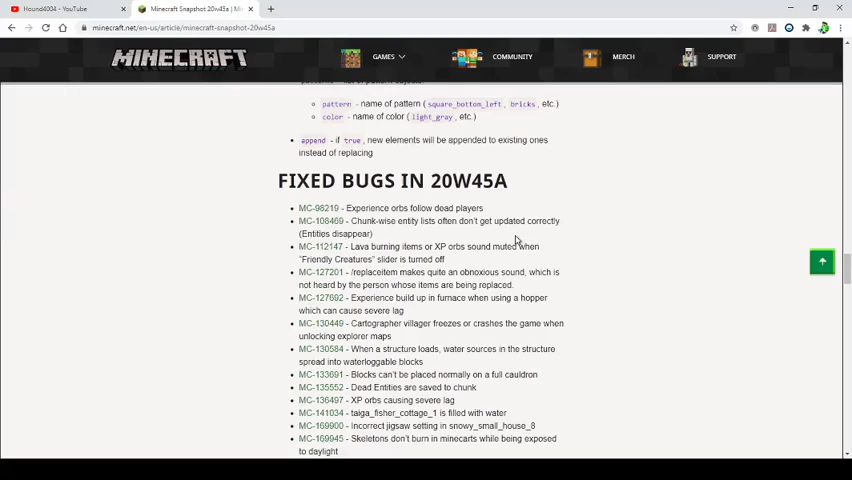 Hound4004 - YouTube
Minecraft Snapshot 20w45a | Mi
minecraft.net/en-us/article/minecraft-snapshot-20w45a
MINECRAFT
GAMES
COMMUNITY
MERCH
SUPPORT
pattern - name of pattern ( square_bottom_left , bricks, etc.)
color - name of color ( light_gray, etc.)
append - if true, new elements will be appended to existing ones
instead of replacing
FIXED BUGS IN 20W45A
MC-98219 - Experience orbs follow dead players
MC-108469 - Chunk-wise entity lists often don't get updated correctly
(Entities disappear)
MC-112147 - Lava burning items or XP orbs sound muted when
"Friendly Creatures" slider is turned off
MC-127201 - /replaceitem makes quite an obnoxious sound, which is
not heard by the person whose items are being replaced.
MC-127692 - Experience build up in furnace when using a hopper
which can cause severe lag
MC-130449 - Cartographer villager freezes or crashes the game when
unlocking explorer maps
MC-130584 - When a structure loads, water sources in the structure
spread into waterloggable blocks
MC-133691 - Blocks can't be placed normally on a full cauldron
MC-135552 - Dead Entities are saved to chunk
MC-136497 - XP orbs causing severe lag
MC-141034 - taiga_fisher_cottage_1 is filled with water
MC-169900 - Incorrect jigsaw setting in snowy_small_house_8
MC-169945 - Skeletons don't burn in minecarts while being exposed
to daylight